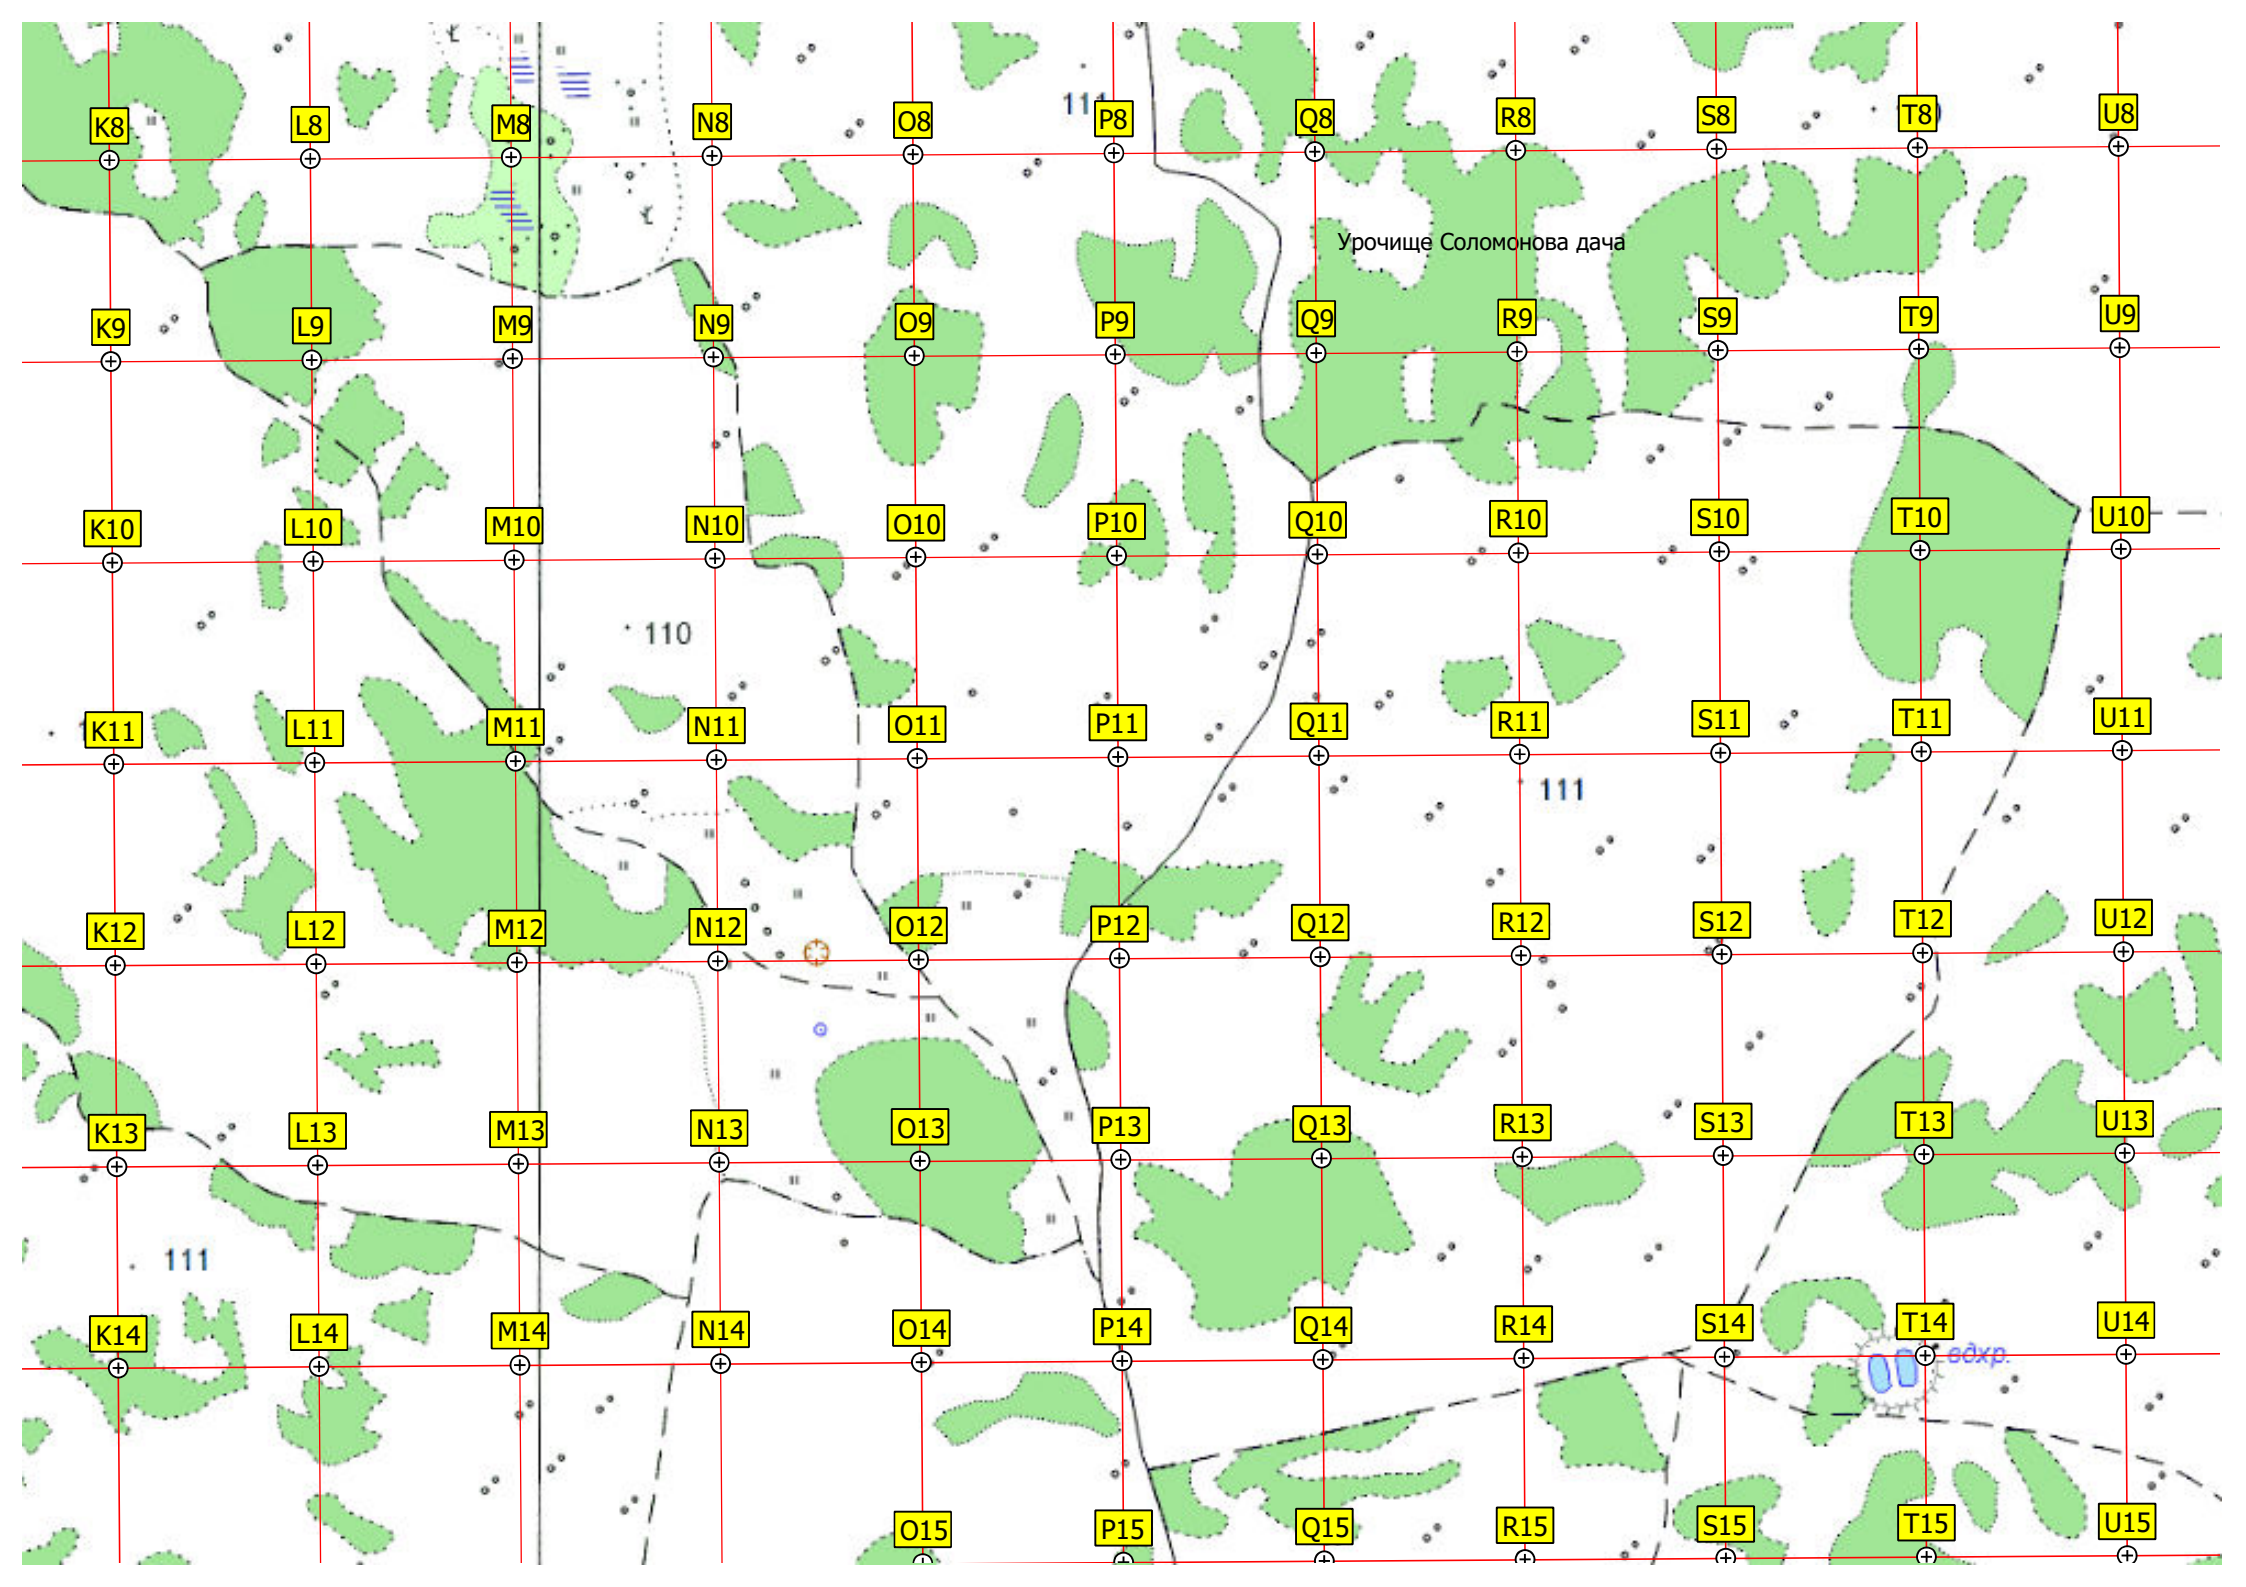 111
K8 L8 M8 N8 O8 P8 Q8 R8 S8 T8 U8
Урочище Соломонова дача
K9 L9 M9 N9 O9 P9 Q9 R9 S9 T9 U9
K10 L10 M10 N10 O10 P10 Q10 R10 S10 T10 U10
110
K11 L11 M11 N11 O11 P11 Q11 R11 S11 T11 U11
111
K12 L12 M12 N12 O12 P12 Q12 R12 S12 T12 U12
K13 L13 M13 N13 O13 P13 Q13 R13 S13 T13 U13
111
K14 L14 M14 N14 O14 P14 Q14 R14 S14 T14 U14
вдхр.
O15 P15 Q15 R15 S15 T15 U15